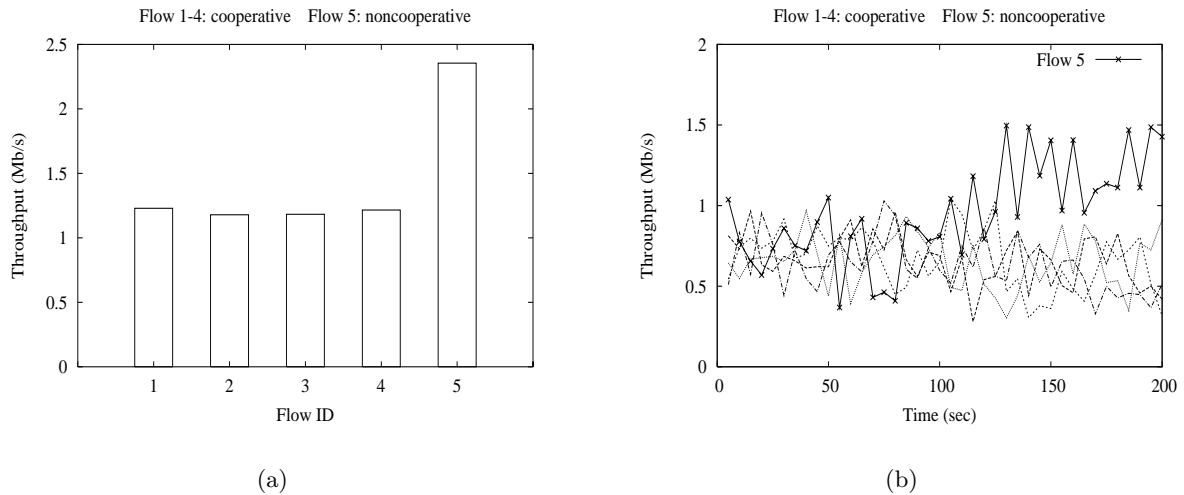 Flow 1-4: cooperative Flow 5: noncooperative
2.5
2
1.5
1
0.5
0
Throughput (Mb/s)
1 2 3 4 5
Flow ID
(a)
Flow 1-4: cooperative Flow 5: noncooperative
Flow 5
2
1.5
1
0.5
0
Throughput (Mb/s)
0 50 100 150 200
Time (sec)
(b)